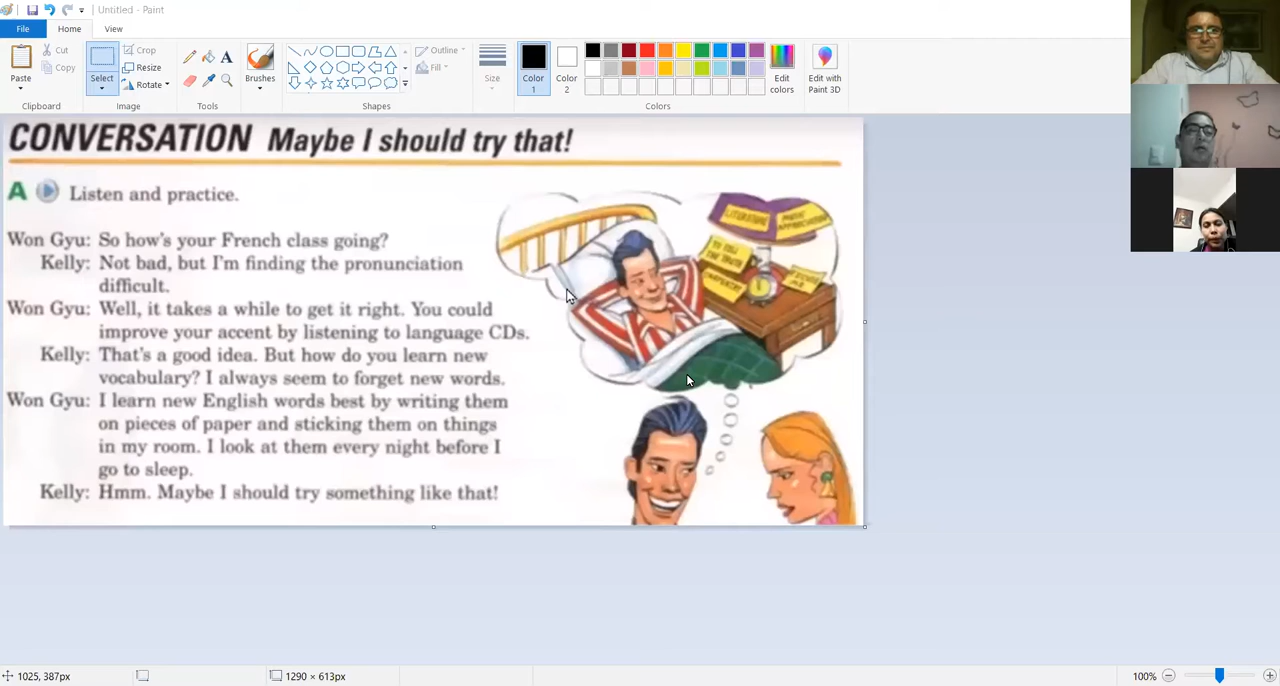 Untitled - Paint
File
Home
View
Paste
Cut
Copy
Clipboard
Select
Crop
Resize
Rotate
Image
Tools
Brushes
Shapes
Outline
Fill
Size
Color
1
Color
2
Colors
Edit
colors
Edit with
Paint 3D
CONVERSATION Maybe I should try that!
A Listen and practice.
Won Gyu: So how's your French class going?
Kelly: Not bad, but I'm finding the pronunciation
difficult.
Won Gyu: Well, it takes a while to get it right. You could
improve your accent by listening to language CDs.
Kelly: That's a good idea. But how do you learn new
vocabulary? I always seem to forget new words.
Won Gyu: I learn new English words best by writing them
on pieces of paper and sticking them on things
in my room. I look at them every night before I
go to sleep.
Kelly: Hmm. Maybe I should try something like that!
LITERATURE
TO TELL
THE TRUTH
CARPENTRY
1025, 387px
1290 × 613px
100%